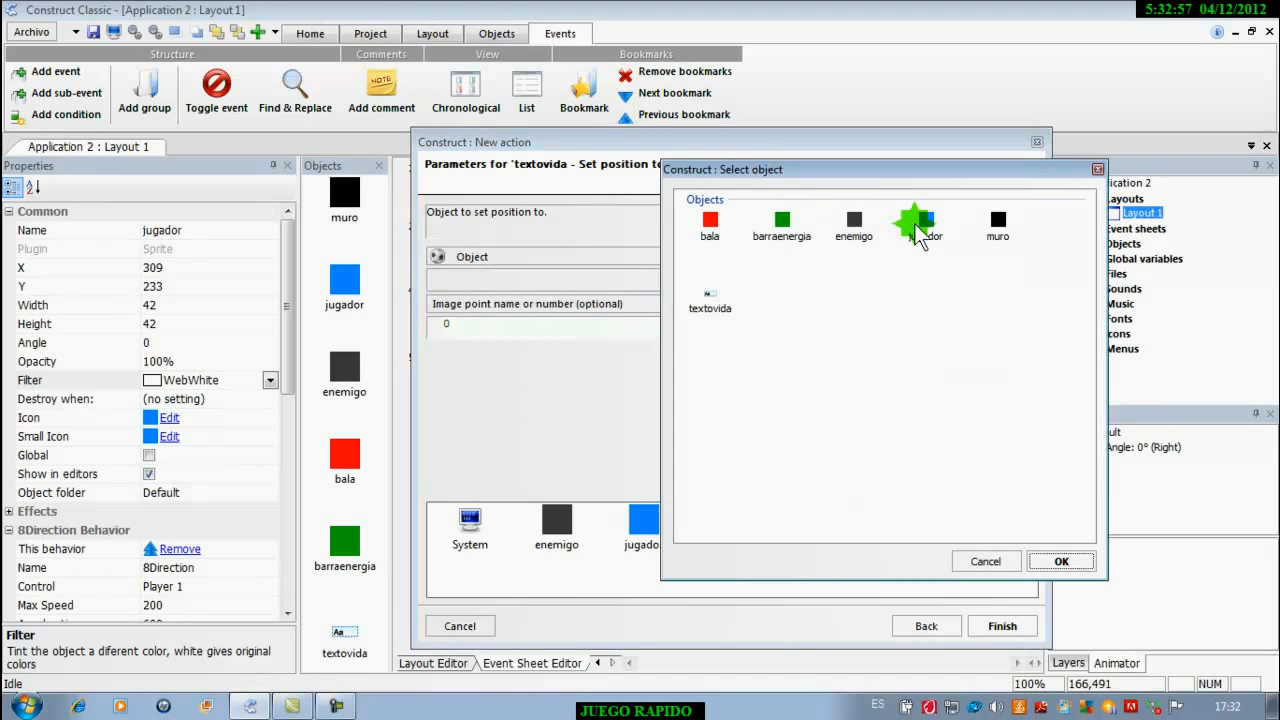 Construct Classic - [Application 2 : Layout 1]
5:32:57 04/12/2012
Archivo
Home
Project
Layout
Objects
Events
Structure
Comments
View
Bookmarks
Add event
Add sub-event
Add condition
Add group
Toggle event
Find & Replace
NOTE
Add comment
Chronological
List
Bookmark
Remove bookmarks
Next bookmark
Previous bookmark
Application 2 : Layout 1
Properties
Common
Name jugador
Plugin Sprite
X 309
Y 233
Width 42
Height 42
Angle 0
Opacity 100%
Filter WebWhite
Destroy when: (no setting)
Icon Edit
Small Icon Edit
Global
Show in editors
Object folder Default
Effects
8Direction Behavior
This behavior Remove
Name 8Direction
Control Player 1
Max Speed 200
Filter
Tint the object a diferent color, white gives original
colors
Objects
muro
jugador
enemigo
bala
barraenergia
Aa
textovida
Construct : New action
Parameters for 'textovida - Set position to
Object to set position to.
Object
Image point name or number (optional)
0
System
enemigo
jugado
Cancel
Back
Finish
Construct : Select object
Objects
bala
barraenergia
enemigo
muro
textovida
Cancel
OK
lication 2
Layouts
Layout 1
Event sheets
Objects
Global variables
Files
Sounds
Music
Fonts
cons
Menus
ult
Angle: 0° (Right)
Layout Editor
Event Sheet Editor
Layers
Animator
Idle
100%
166,491
NUM
JUEGO RAPIDO
ES
17:32